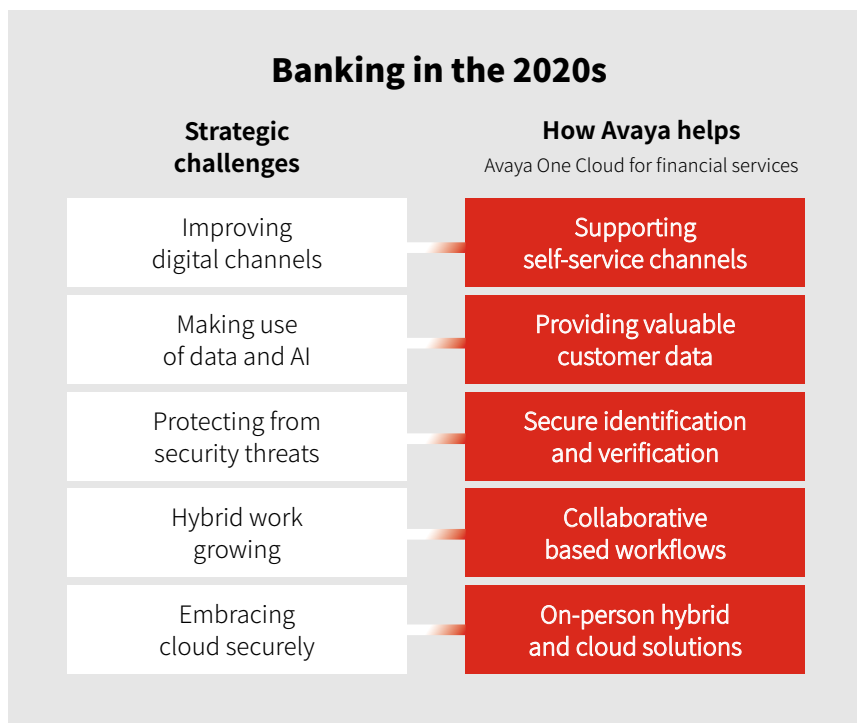 Banking in the 2020s
Strategic
challenges
How Avaya helps
Avaya One Cloud for financial services
Improving
digital channels
Supporting
self-service channels
Making use
of data and AI
Providing valuable
customer data
Protecting from
security threats
Secure identification
and verification
Hybrid work
growing
Collaborative
based workflows
Embracing
cloud securely
On-person hybrid
and cloud solutions